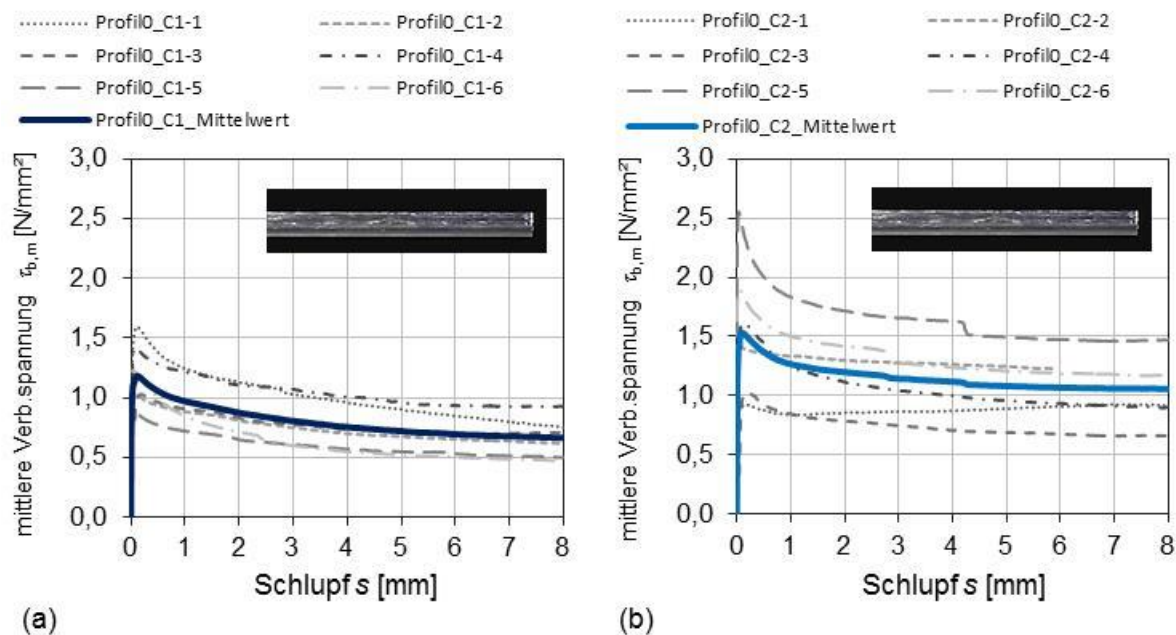 Profil0_C1-1 Profil0_C1-2
Profil0_C1-3 Profil0_C1-4
Profil0_C1-5 Profil0_C1-6
Profil0_C1_Mittelwert
mittlere Verb.spannung τb,m [N/mm²]
3,0
2,5
2,0
1,5
1,0
0,5
0,0
0 1 2 3 4 5 6 7 8
Schlupf s [mm]
(a)
Profil0_C2-1 Profil0_C2-2
Profil0_C2-3 Profil0_C2-4
Profil0_C2-5 Profil0_C2-6
Profil0_C2_Mittelwert
mittlere Verb.spannung τb,m [N/mm²]
3,0
2,5
2,0
1,5
1,0
0,5
0,0
0 1 2 3 4 5 6 7 8
Schlupf s [mm]
(b)